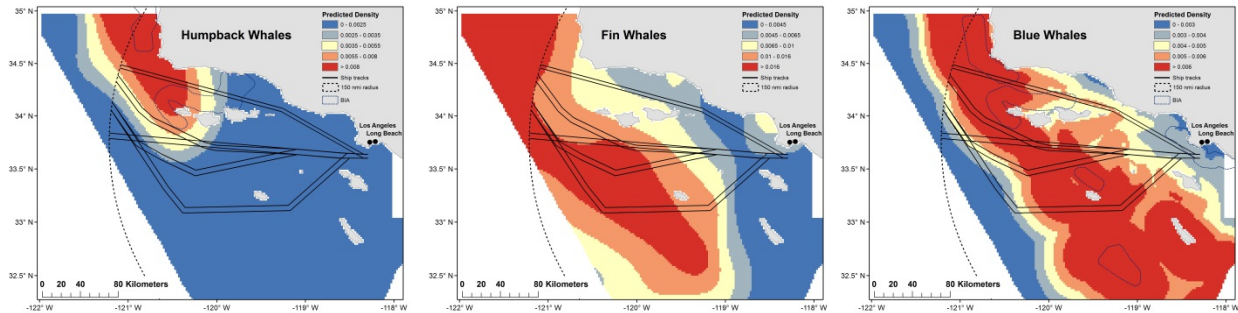 35° N
34.5° N
34° N
33.5° N
33° N
32.5° N
Humpback Whales
Predicted Density
0 - 0.0025
0.0025 - 0.0035
0.0035 - 0.0055
0.0055 - 0.008
> 0.008
Ship tracks
150 nmi radius
BIA
Los Angeles
Long Beach
0 20 40 80 Kilometers
-122° W -121° W -120° W -119° W -118° W
35° N
34.5° N
34° N
33.5° N
33° N
32.5° N
Fin Whales
Predicted Density
0 - 0.0045
0.0045 - 0.0065
0.0065 - 0.01
0.01 - 0.016
> 0.016
Ship tracks
150 nmi radius
Los Angeles
Long Beach
0 20 40 80 Kilometers
-122° W -121° W -120° W -119° W -118° W
35° N
34.5° N
34° N
33.5° N
33° N
32.5° N
Blue Whales
Predicted Density
0 - 0.003
0.003 - 0.004
0.004 - 0.005
0.005 - 0.006
> 0.006
Ship tracks
150 nmi radius
BIA
Los Angeles
Long Beach
0 20 40 80 Kilometers
-122° W -121° W -120° W -119° W -118° W